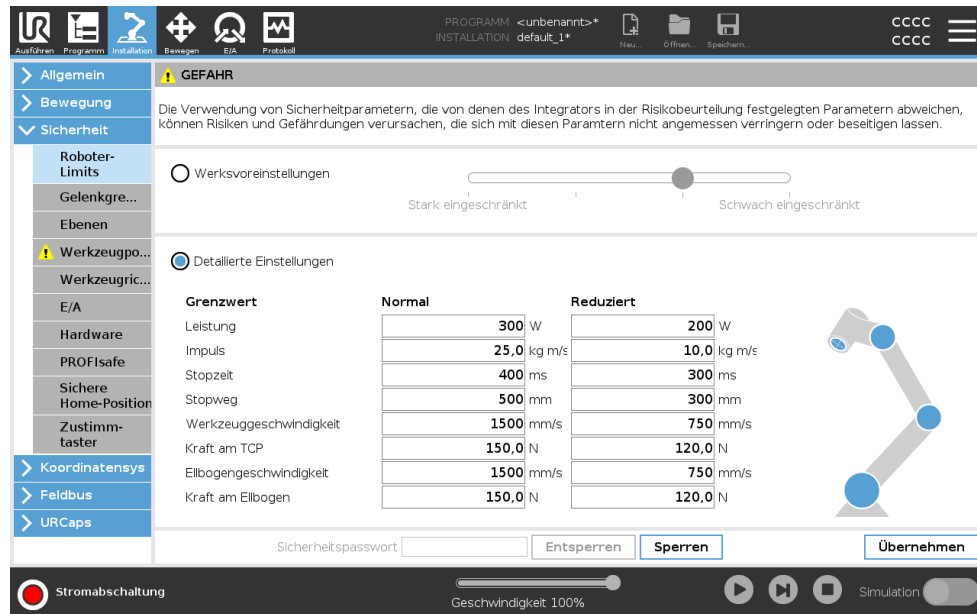 UR
PROGRAMM <unbenannt>*
INSTALLATION default_1*
Ausführen Programm Installation Bewegen E/A Protokoll
Neu... Öffnen... Speichern...
CCCC
CCCC
Allgemein
Bewegung
Sicherheit
Roboter-
Limits
Gelenkgre...
Ebenen
Werkzeugpo...
Werkzeugric...
E/A
Hardware
PROFIsafe
Sichere
Home-Position
Zustimm-
taster
Koordinatensys
Feldbus
URCaps
GEFAHR
Die Verwendung von Sicherheitparametern, die von denen des Integrators in der Risikobeurteilung festgelegten Parametern abweichen,
können Risiken und Gefährdungen verursachen, die sich mit diesen Paramtern nicht angemessen verringern oder beseitigen lassen.
Werksvoreinstellungen
Stark eingeschränkt Schwach eingeschränkt
Detailierte Einstellungen
Grenzwert Normal Reduziert
Leistung 300 W 200 W
Impuls 25,0 kg m/s 10,0 kg m/s
Stopzeit 400 ms 300 ms
Stopweg 500 mm 300 mm
Werkzeuggeschwindigkeit 1500 mm/s 750 mm/s
Kraft am TCP 150,0 N 120,0 N
Ellbogengeschwindigkeit 1500 mm/s 750 mm/s
Kraft am Ellbogen 150,0 N 120,0 N
Sicherheitspasswort Entsperren Sperren Übernehmen
Stromabschaltung
Geschwindigkeit 100%
Simulation